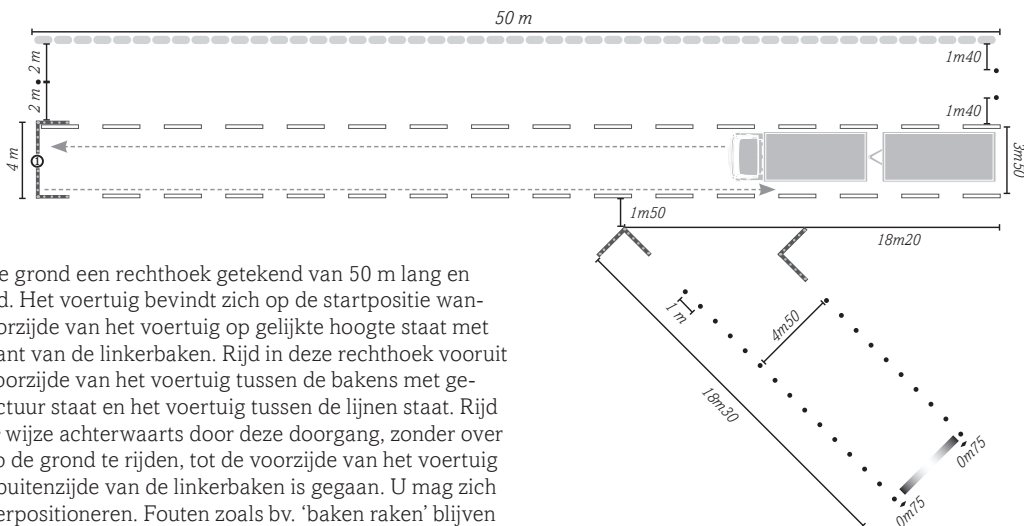 50 m
2 m
2 m
1m40
1m40
4 m
1
3m50
1m50
18m20
e grond een rechthoek getekend van 50 m lang en
d. Het voertuig bevindt zich op de startpositie wan-
orzijde van het voertuig op gelijkte hoogte staat met
ant van de linkerbaken. Rijd in deze rechthoek vooruit
oorzijde van het voertuig tussen de bakens met ge-
ctuur staat en het voertuig tussen de lijnen staat. Rijd
wijze achterwaarts door deze doorgang, zonder over
o de grond te rijden, tot de voorzijde van het voertuig
buitenzijde van de linkerbaken is gegaan. U mag zich
erpositioneren. Fouten zoals bv. ‘baken raken’ blijven
1 m
4m50
18m30
0m75
0m75